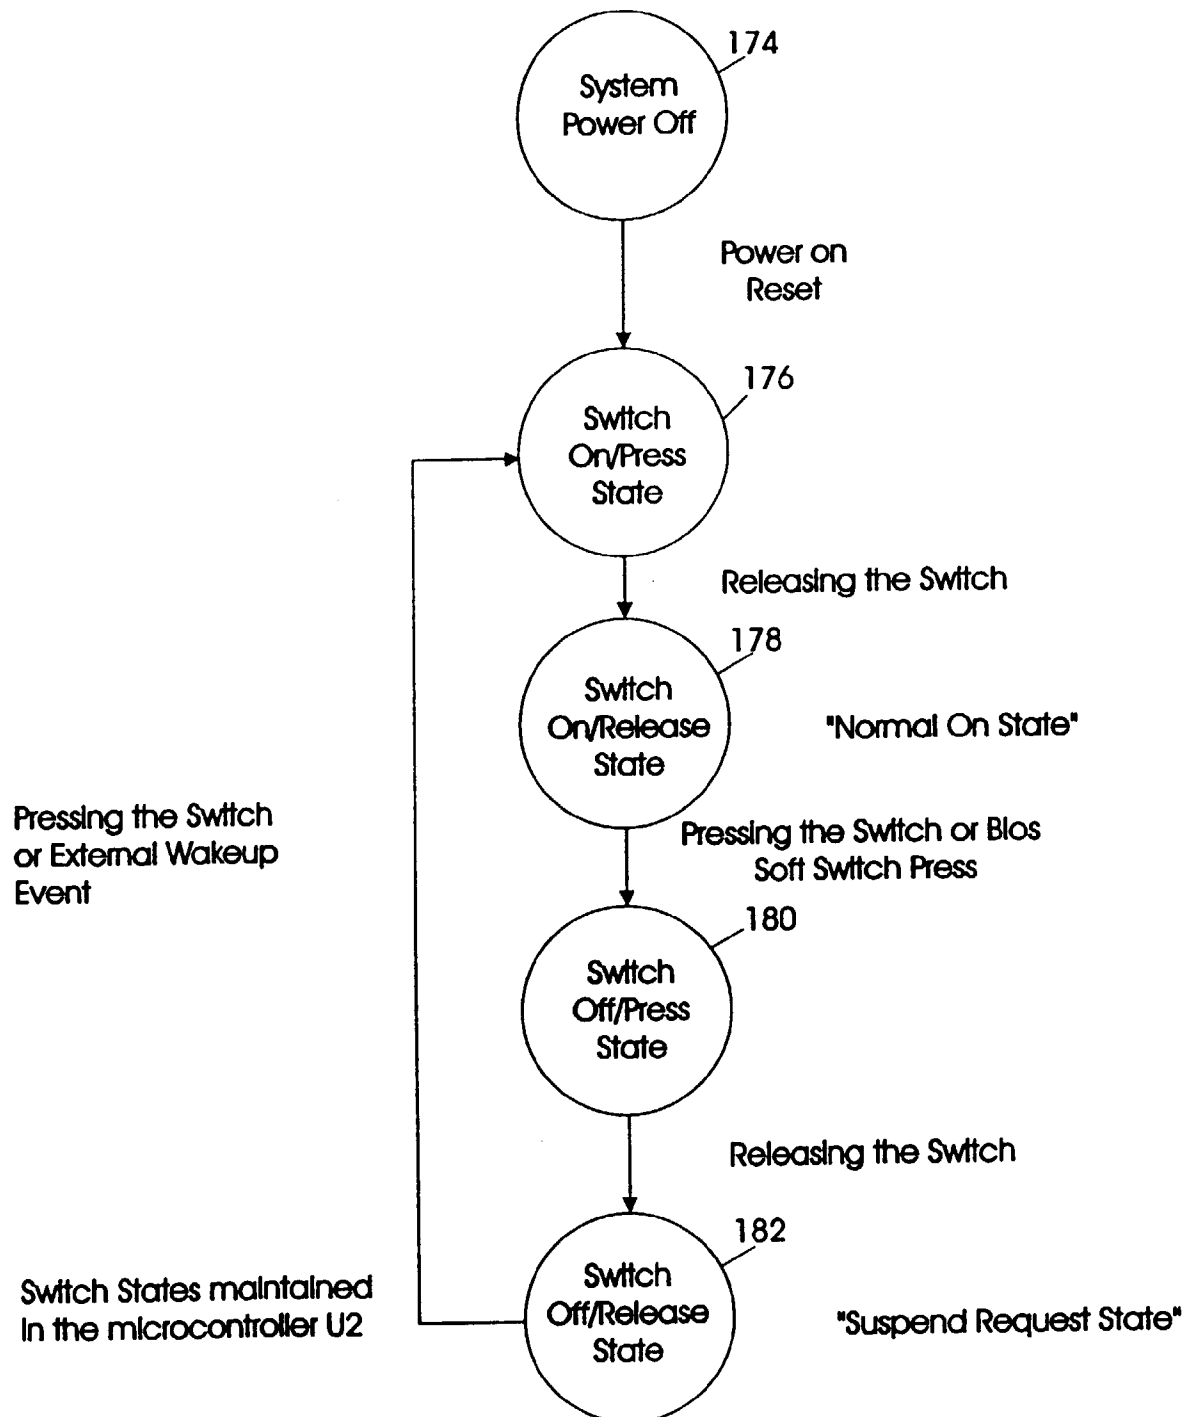 174
System
Power Off
Power on
Reset
176
Switch
On/Press
State
Releasing the Switch
178
Switch
On/Release
State
"Normal On State"
Pressing the Switch
or External Wakeup
Event
Pressing the Switch or Bios
Soft Switch Press
180
Switch
Off/Press
State
Releasing the Switch
182
Switch
Off/Release
State
Switch States maintained
in the microcontroller U2
"Suspend Request State"